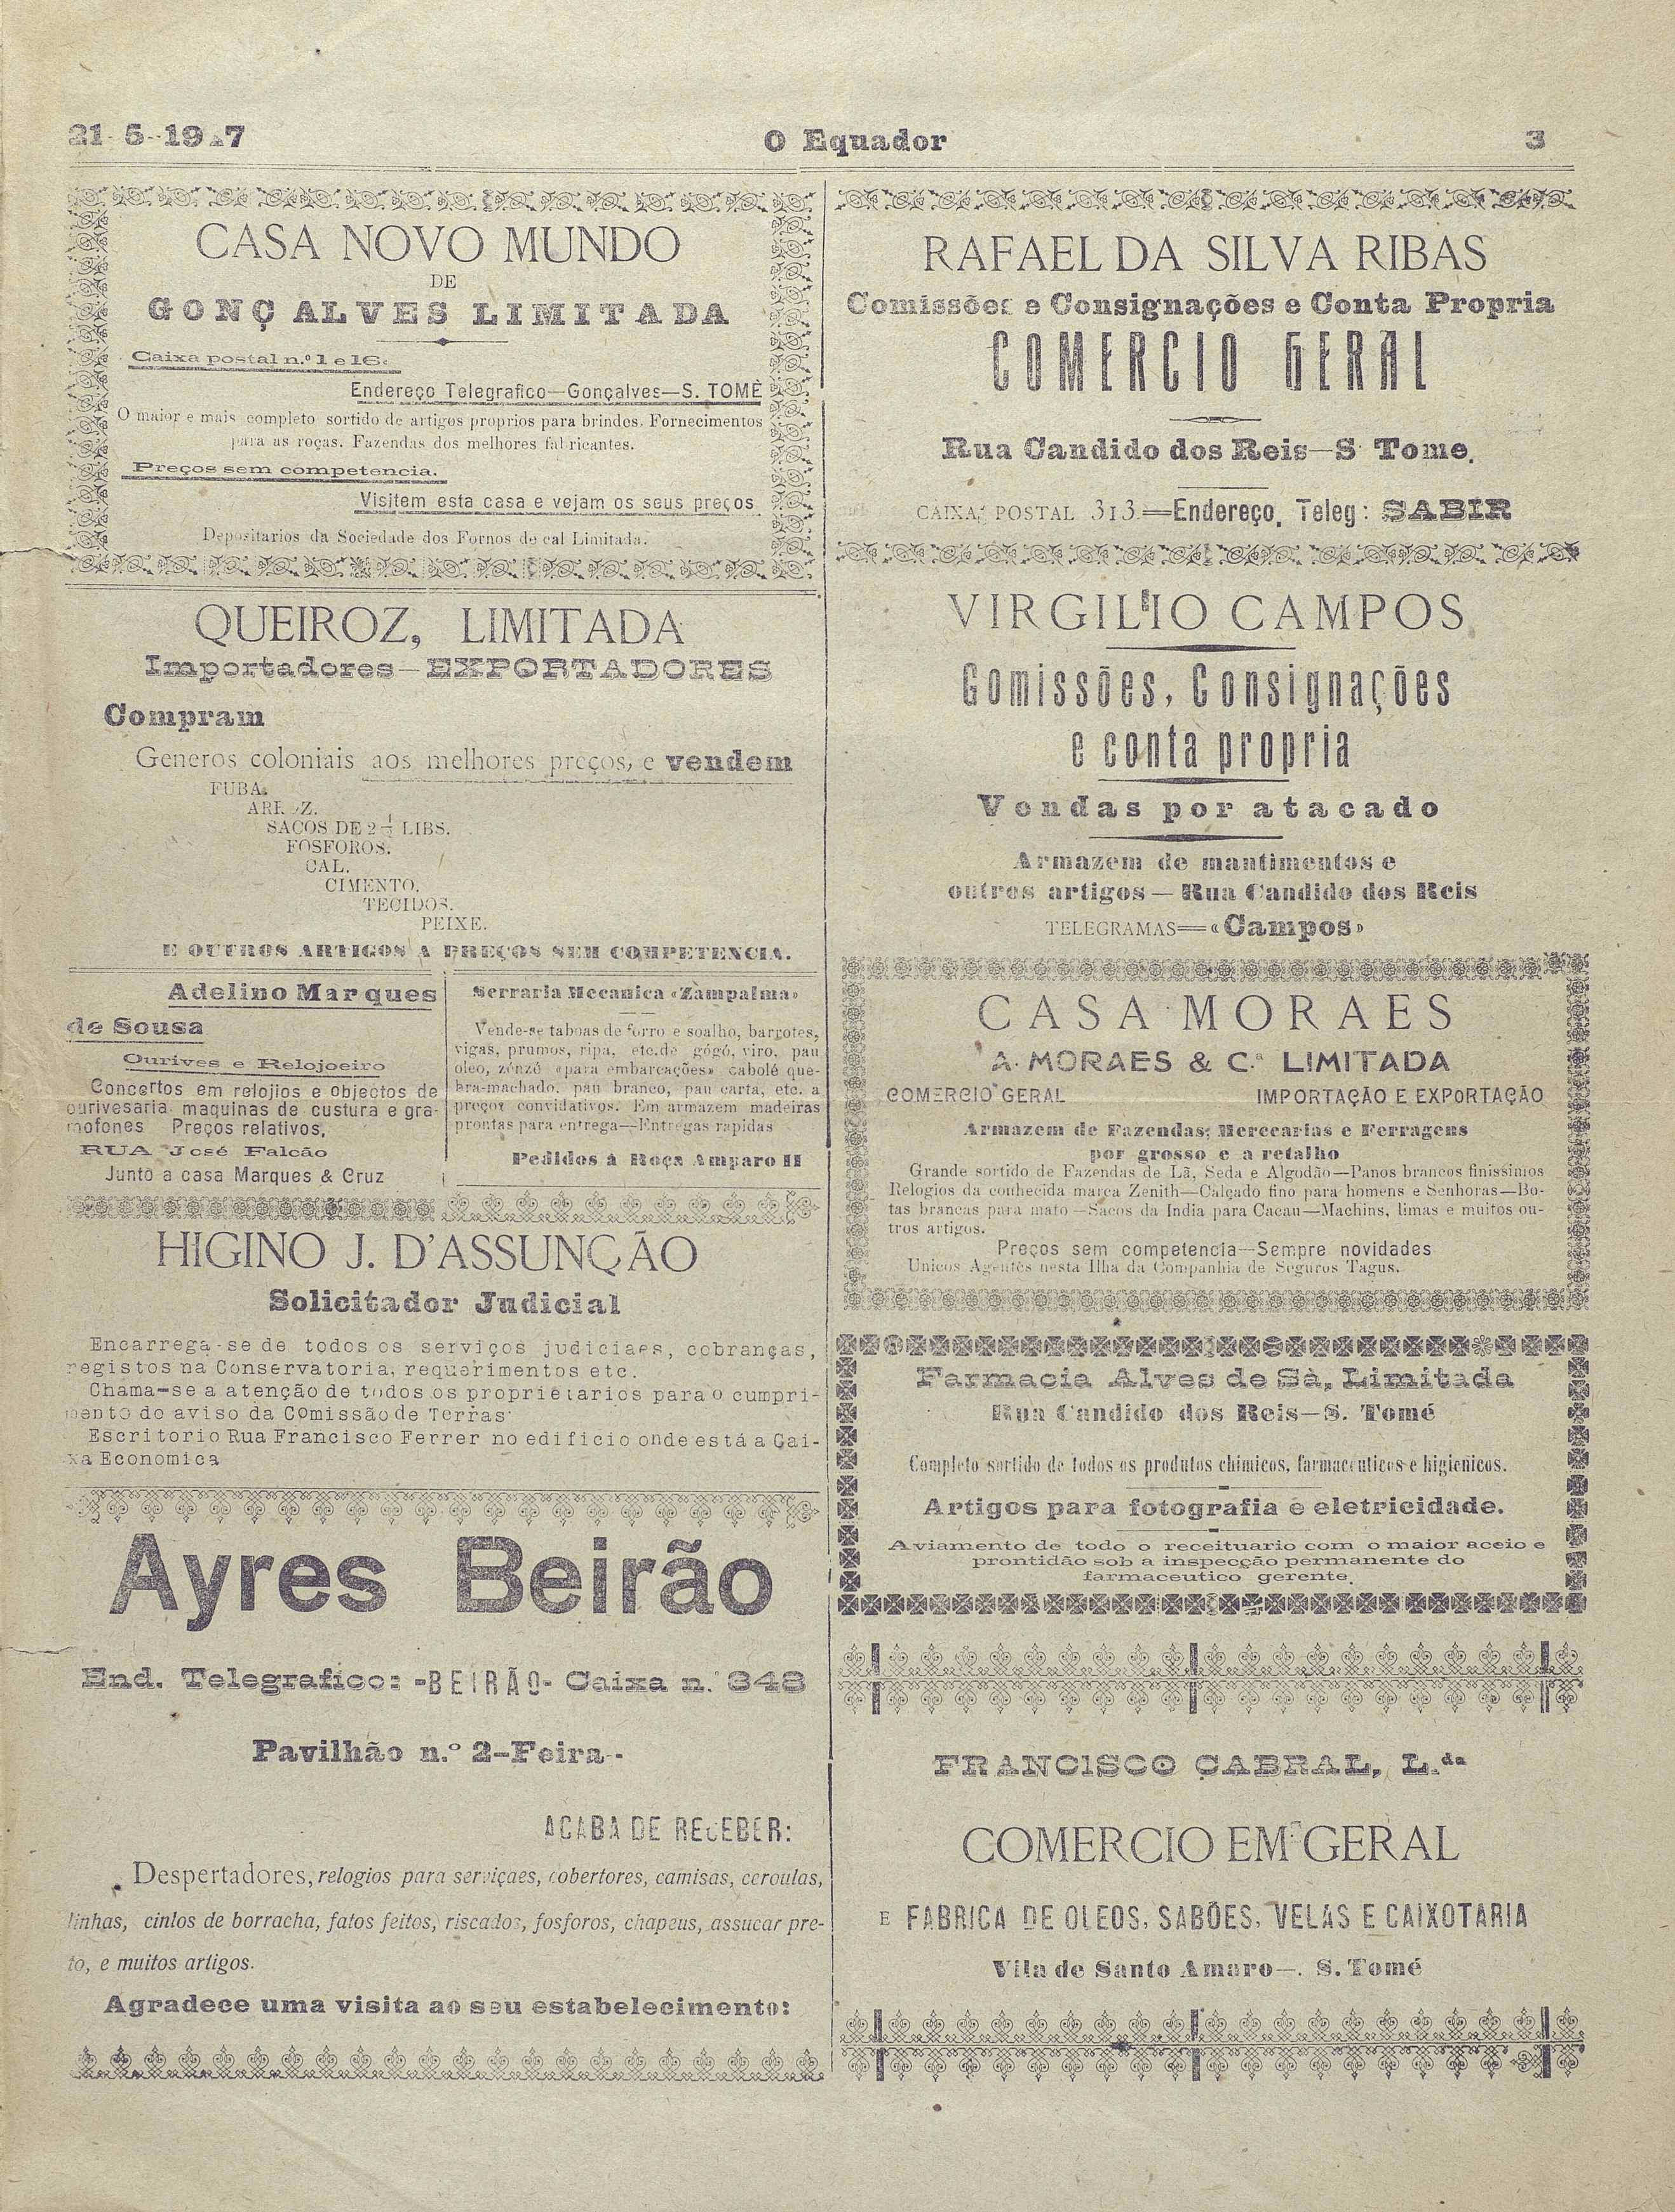 21-5-19 7
O Equador
3
CASA NOVO MUNDO
DE
GONÇALVES LIMITADA
Caixa postal n.º 1 e 16.
Endereço Telegrafico—Gonçalves—S. TOMÈ
O maior e mais completo sortido de artigos proprios para brindes. Fornecimentos
para as roças. Fazendas dos melhores fabricantes.
Preços sem competencia.
Visitem esta casa e vejam os seus preços.
Depositarios da Sociedade dos Fornos de cal Limitada.
QUEIROZ, LIMITADA
Importadores—EXPORTADORES
Compram
Generos coloniais aos melhores preços, e vendem
FUBA.
ARROZ.
SACOS DE 2 LIBS.
FOSFOROS.
CAL.
CIMENTO.
TECIDOS.
PEIXE.
E OUTROS ARTIGOS A PREÇOS SEM COMPETENCIA.
Adelino Marques
de Sousa
Ourives e Relojoeiro
Concertos em relojios e objectos de
ourivesaria maquinas de custura e gra-
mofones Preços relativos,
RUA José Falcão
Junto a casa Marques & Cruz
Serraria Mecanica «Zàmpalma»
Vende-se taboas de forro e soalho, barrotes,
vigas, prumos, ripa, etc.de gógó, viro, pau
oleo, zénzé «para embarcações» cabolé que-
bra-machado, pau branco, pau carta, etc. a
preços convidativos. Em armazem madeiras
prontas para entrega—Entregas rapidas
Pedidos á Roça Amparo II
HIGINO J. D'ASSUNÇÃO
Solicitador Judicial
Encarrega-se de todos os serviços judiciaes, cobranças,
registos na Conservatoria, requerimentos etc.
Chama-se a atenção de todos os proprietarios para o cumpri-
mento do aviso da Comissão de Terras
Escritorio Rua Francisco Ferrer no edificio onde está a Cai-
xa Economica
Ayres Beirão
End. Telegrafico: -BEIRÃO- Caixa n. 348
Pavilhão n.º 2-Feira-
ACABA DE RECEBER:
Despertadores, relogios para serviçaes, cobertores, camisas, ceroulas,
linhas, cintos de borracha, fatos feitos, riscados, fosforos, chapeus, assucar pre-
to, e muitos artigos.
Agradece uma visita ao seu estabelecimento:
RAFAEL DA SILVA RIBAS
Comissões e Consignações e Conta Propria
COMERCIO GERAL
Rua Candido dos Reis—S Tome.
CAIXA POSTAL 313.=Endereço. Teleg: SABIR
VIRGILIO CAMPOS
Gomissões, Consignações
e conta propria
Vendas por atacado
Armazem de mantimentos e
outros artigos — Rua Candido dos Reis
TELEGRAMAS=«Campos»
CASA MORAES
A. MORAES & C.ª LIMITADA
COMERCIO GERAL IMPORTAÇÃO E EXPORTAÇÃO
Armazem de Fazendas, Mercearias e Ferragens
por grosso e a retalho
Grande sortido de Fazendas de Lã, Seda e Algodão—Panos brancos finissimos
Relogios da conhecida marca Zenith—Calçado fino para homens e Senhoras—Bo-
tas brancas para mato—Sacos da India para Cacau—Machins, limas e muitos ou-
tros artigos.
Preços sem competencia—Sempre novidades
Unicos Agentes nesta Ilha da Companhia de Seguros Tagus.
Farmacia Alves de Sà, Limitada
Rua Candido dos Reis—S. Tomé
Completo sortido de todos os produtos chimicos, farmaceuticos e higienicos.
Artigos para fotografia e eletricidade.
Aviamento de todo o receituario com o maior aceio e
prontidão sob a inspecção permanente do
farmaceutico gerente.
FRANCISCO ÇABRAL, L.da
COMERCIO EM GERAL
E FABRICA DE OLEOS, SABÕES, VELAS E CAIXOTARIA
Vila de Santo Amaro—. S. Tomé